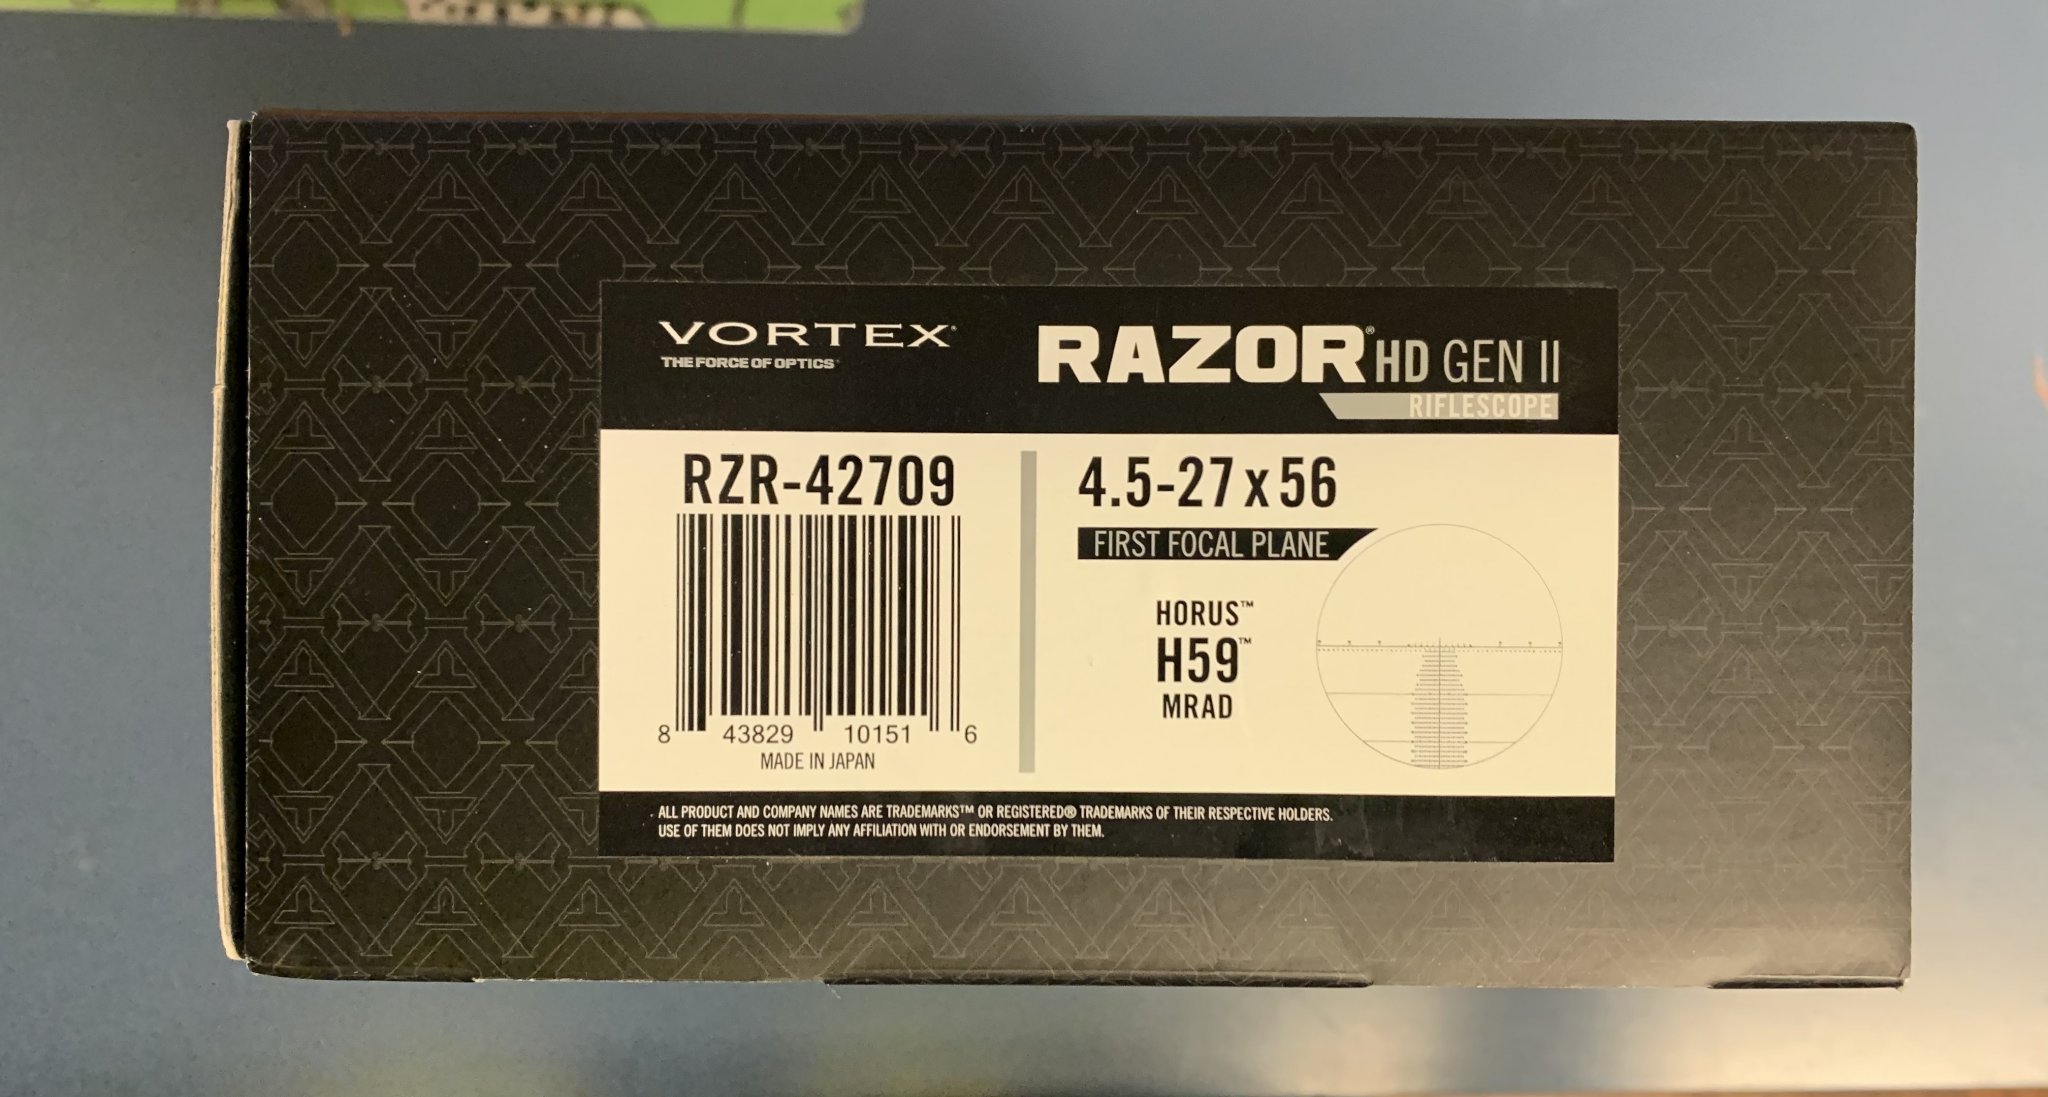 VORTEX®
THE FORCE OF OPTICS
RAZOR® HD GEN II
RIFLESCOPE
RZR-42709
8 43829 10151 6
MADE IN JAPAN
4.5-27 x 56
FIRST FOCAL PLANE
HORUS™
H59™
MRAD
ALL PRODUCT AND COMPANY NAMES ARE TRADEMARKS™ OR REGISTERED® TRADEMARKS OF THEIR RESPECTIVE HOLDERS.
USE OF THEM DOES NOT IMPLY ANY AFFILIATION WITH OR ENDORSEMENT BY THEM.